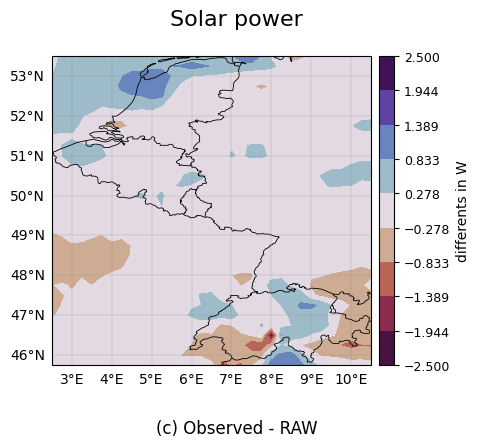 Solar power
53°N
52°N
51°N
50°N
49°N
48°N
47°N
46°N
3°E 4°E 5°E 6°E 7°E 8°E 9°E 10°E
2.500
1.944
1.389
0.833
0.278
−0.278
−0.833
−1.389
−1.944
−2.500
differents in W
(c) Observed - RAW